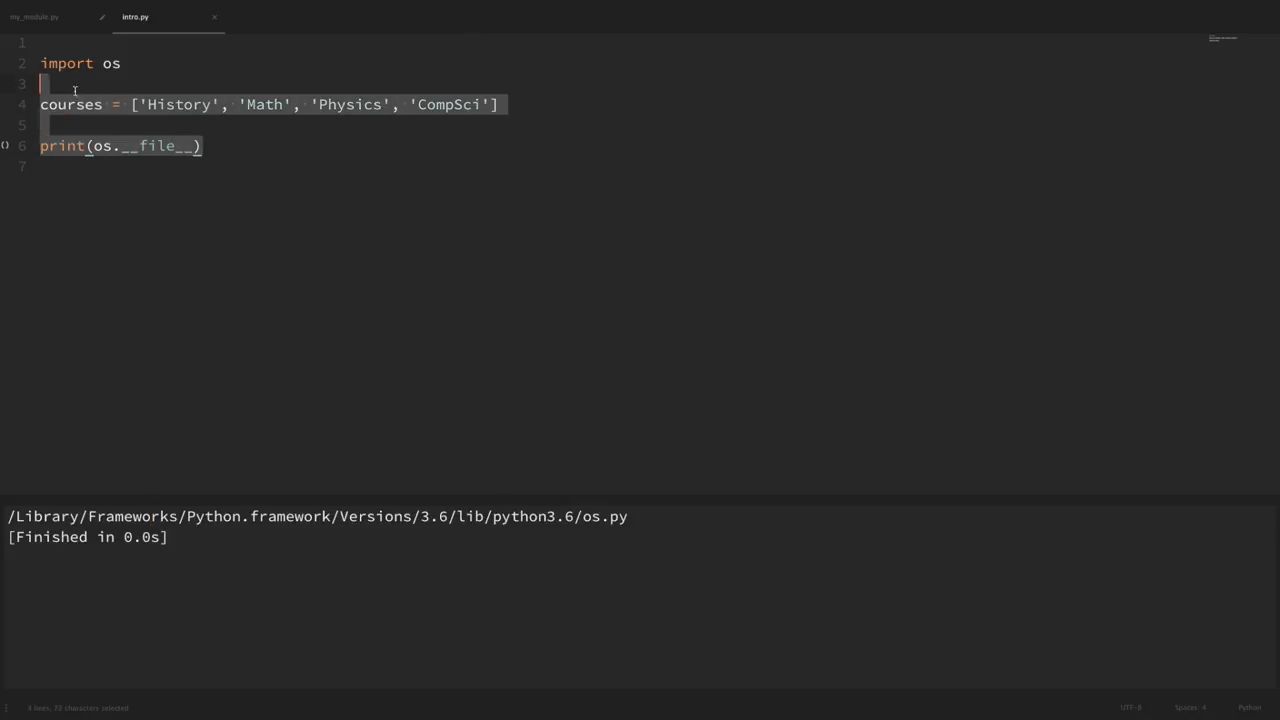 my_module.py intro.py ×
1
2 import os
3
4 courses = ['History', 'Math', 'Physics', 'CompSci']
5
() 6 print(os.__file__)
7
/Library/Frameworks/Python.framework/Versions/3.6/lib/python3.6/os.py
[Finished in 0.0s]
4 lines, 73 characters selected UTF-8 Spaces: 4 Python